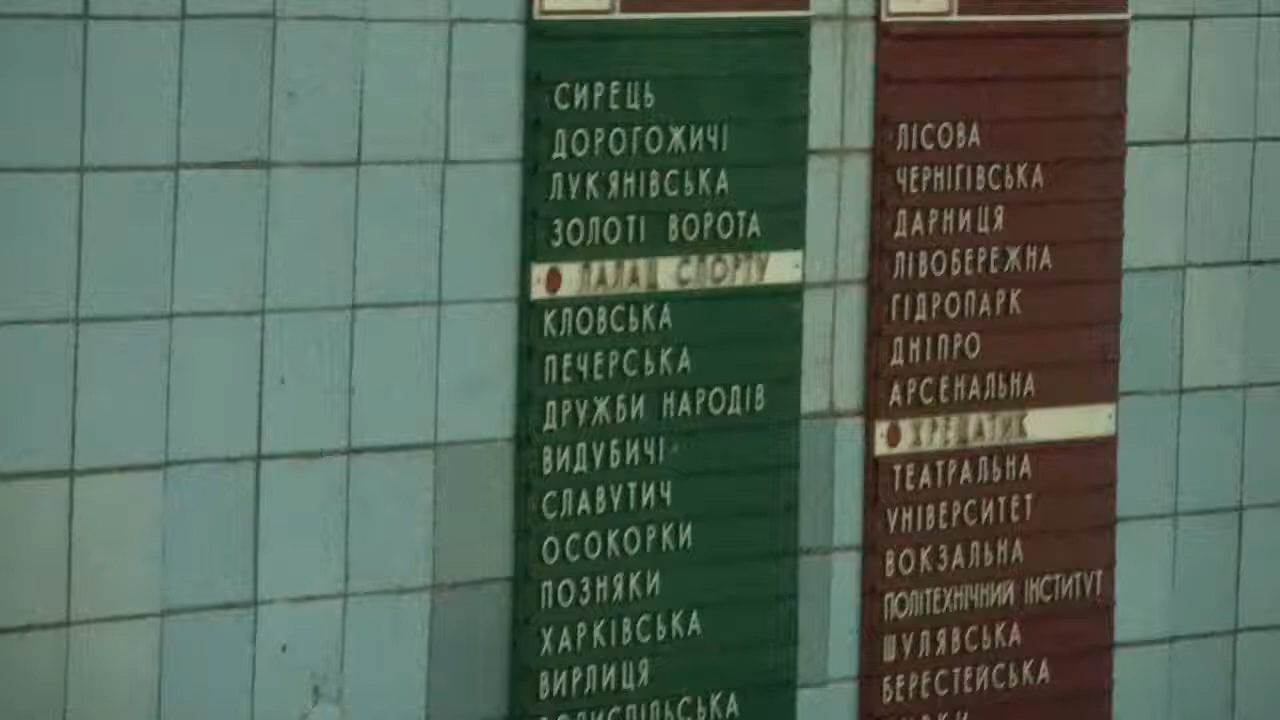 СИРЕЦЬ
ДОРОГОЖИЧІ
ЛУК'ЯНІВСЬКА
ЗОЛОТІ ВОРОТА
ПАЛАЦ СПОРТУ
КЛОВСЬКА
ПЕЧЕРСЬКА
ДРУЖБИ НАРОДІВ
ВИДУБИЧІ
СЛАВУТИЧ
ОСОКОРКИ
ПОЗНЯКИ
ХАРКІВСЬКА
ВИРЛИЦЯ
ЛІСОВА
ЧЕРНІГІВСЬКА
ДАРНИЦЯ
ЛІВОБЕРЕЖНА
ГІДРОПАРК
ДНІПРО
АРСЕНАЛЬНА
ХРЕЩАТИК
ТЕАТРАЛЬНА
УНІВЕРСИТЕТ
ВОКЗАЛЬНА
ПОЛІТЕХНІЧНИЙ ІНСТИТУТ
ШУЛЯВСЬКА
БЕРЕСТЕЙСЬКА